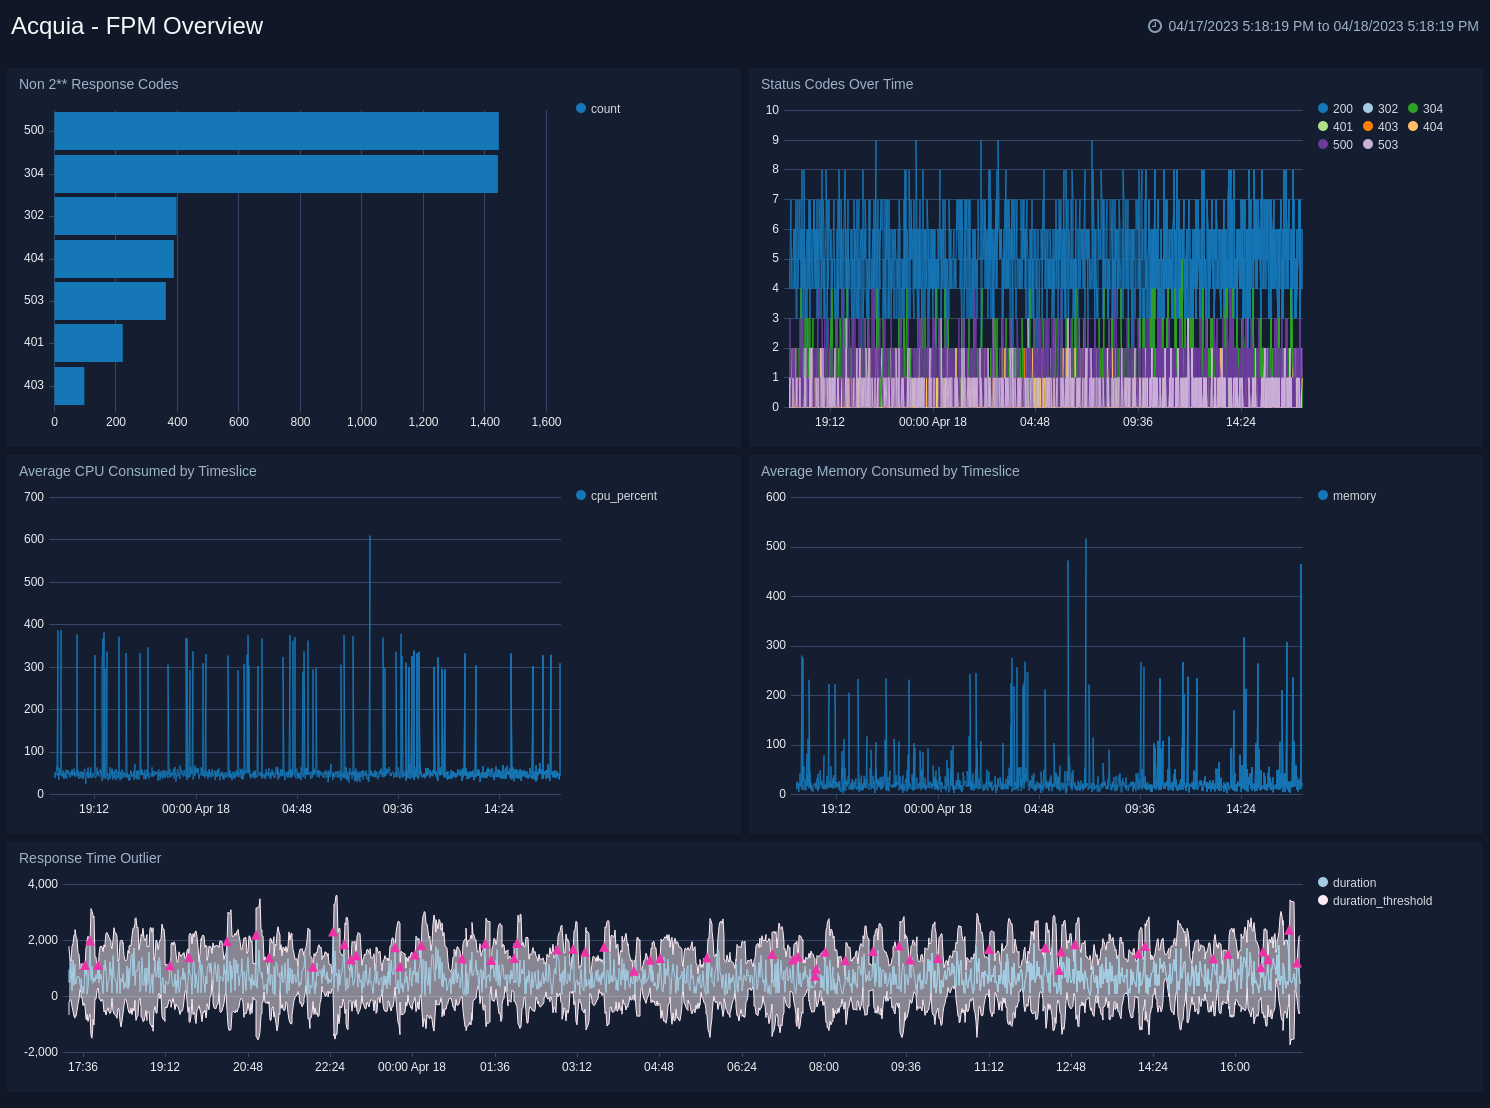 Acquia - FPM Overview
04/17/2023 5:18:19 PM to 04/18/2023 5:18:19 PM
Non 2** Response Codes
count
500
304
302
404
503
401
403
0 200 400 600 800 1,000 1,200 1,400 1,600
Status Codes Over Time
200 302 304
401 403 404
500 503
10
9
8
7
6
5
4
3
2
1
0
19:12 00:00 Apr 18 04:48 09:36 14:24
Average CPU Consumed by Timeslice
cpu_percent
700
600
500
400
300
200
100
0
19:12 00:00 Apr 18 04:48 09:36 14:24
Average Memory Consumed by Timeslice
memory
600
500
400
300
200
100
0
19:12 00:00 Apr 18 04:48 09:36 14:24
Response Time Outlier
duration
duration_threshold
4,000
2,000
0
-2,000
17:36 19:12 20:48 22:24 00:00 Apr 18 01:36 03:12 04:48 06:24 08:00 09:36 11:12 12:48 14:24 16:00